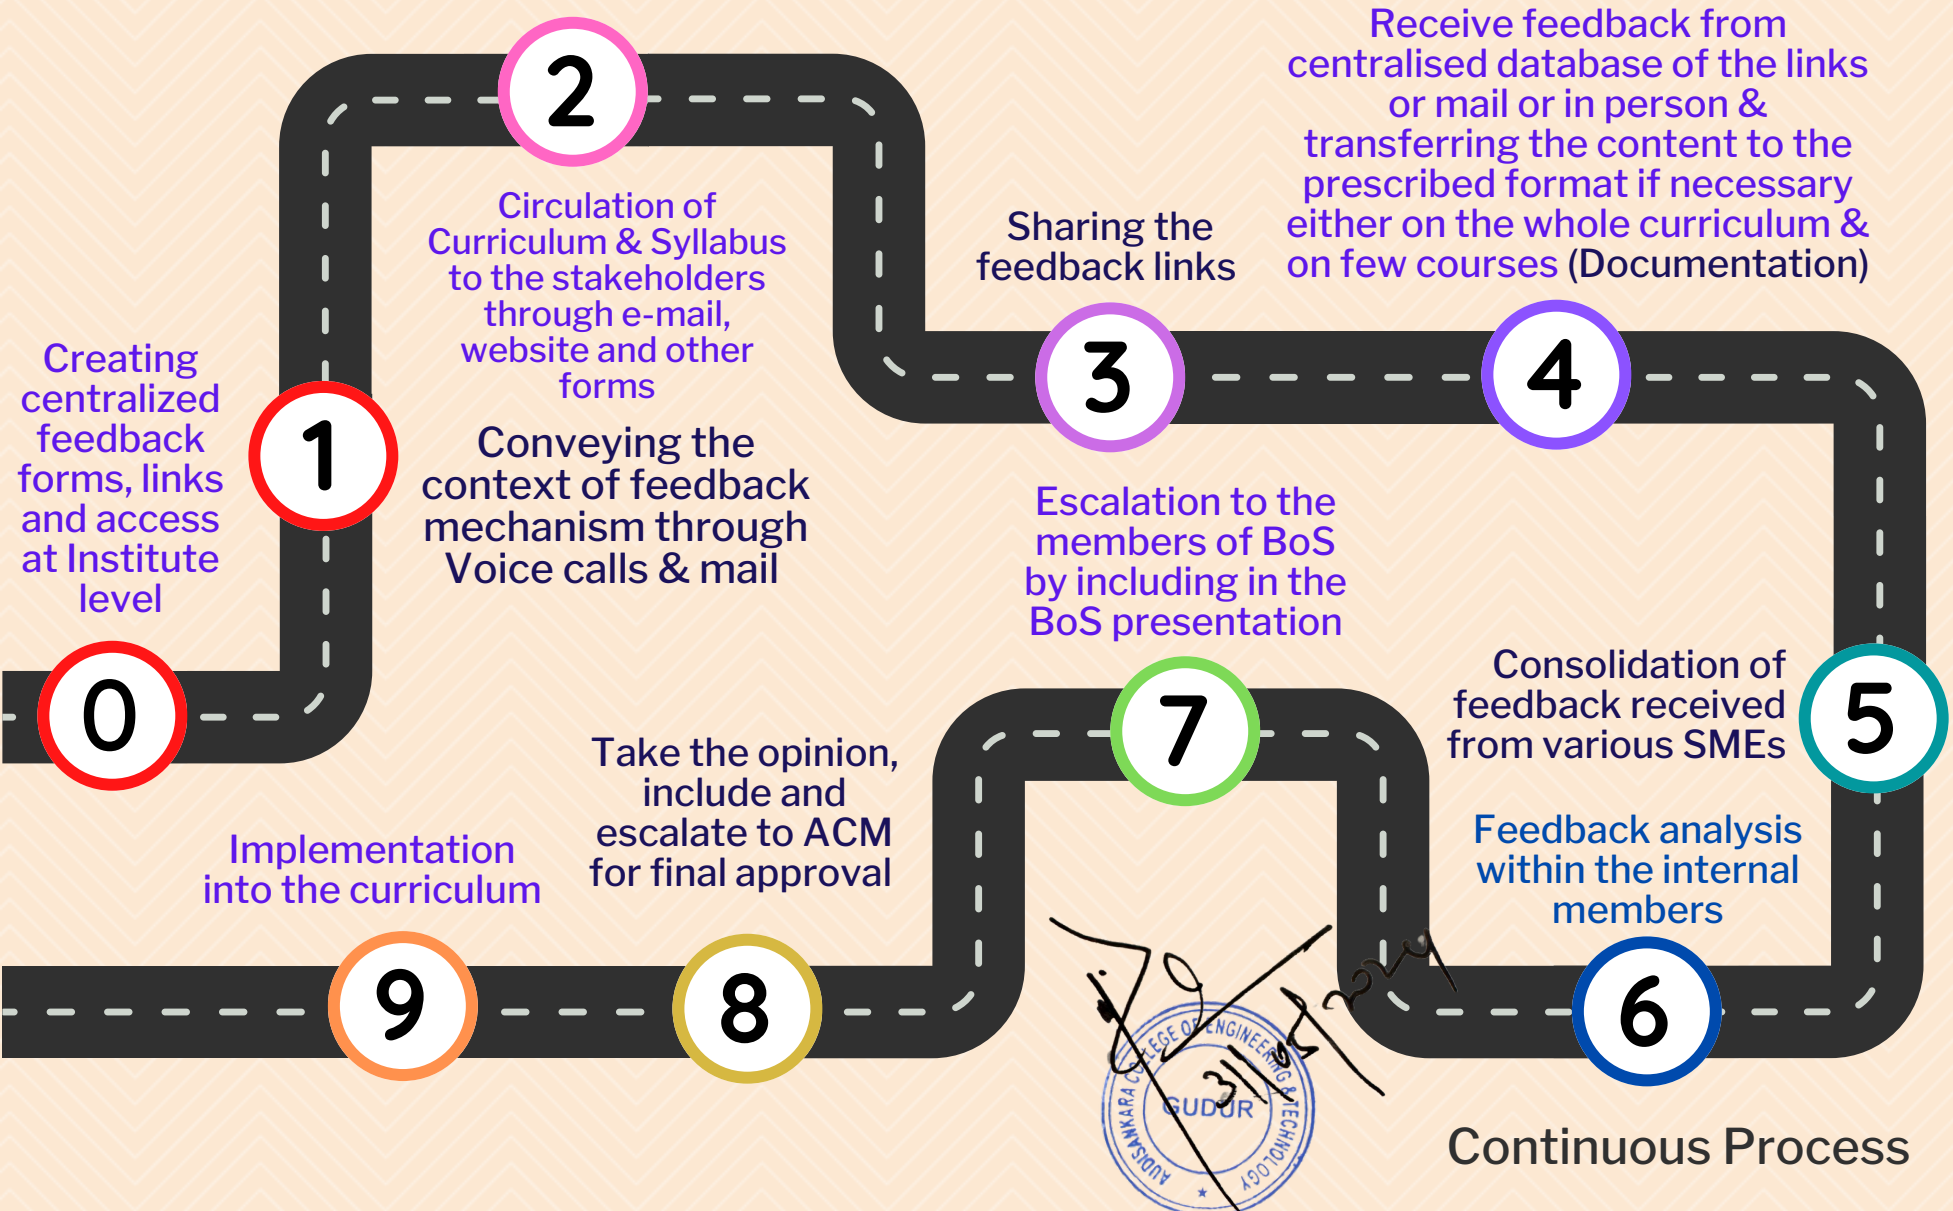 0
Creating
centralized
feedback
forms, links
and access
at Institute
level
1
2
Circulation of
Curriculum & Syllabus
to the stakeholders
through e-mail,
website and other
forms
Conveying the
context of feedback
mechanism through
Voice calls & mail
3
Sharing the
feedback links
4
Receive feedback from
centralised database of the links
or mail or in person &
transferring the content to the
prescribed format if necessary
either on the whole curriculum &
on few courses (Documentation)
5
Consolidation of
feedback received
from various SMEs
6
Feedback analysis
within the internal
members
7
Escalation to the
members of BoS
by including in the
BoS presentation
8
Take the opinion,
include and
escalate to ACM
for final approval
9
Implementation
into the curriculum
AUDISANKARA COLLEGE OF ENGINEERING & TECHNOLOGY
GUDUR
Continuous Process